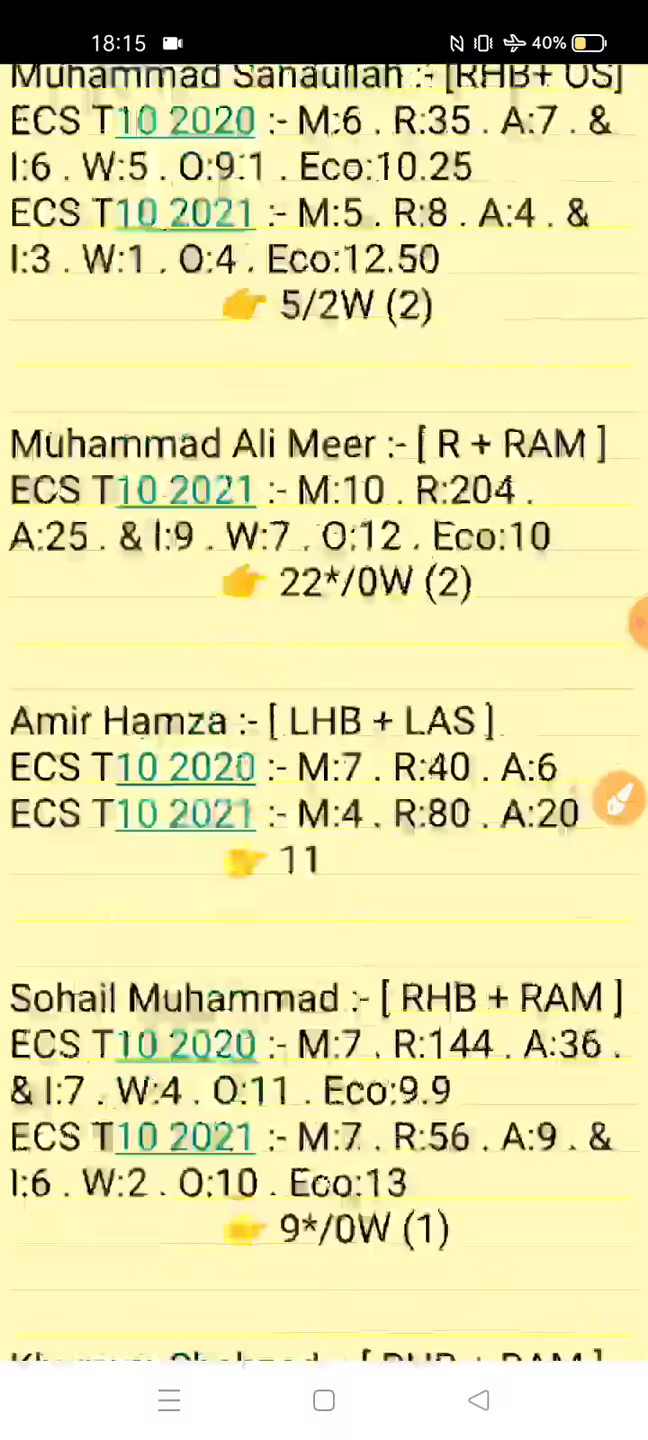 18:15
40%
Muhammad Sanaullah :- [RHB+ OS]
ECS T10 2020 :- M:6 . R:35 . A:7 . &
I:6 . W:5 . O:9.1 . Eco:10.25
ECS T10 2021 :- M:5 . R:8 . A:4 . &
I:3 . W:1 . O:4 . Eco:12.50
👉 5/2W (2)
Muhammad Ali Meer :- [ R + RAM ]
ECS T10 2021 :- M:10 . R:204 .
A:25 . & I:9 . W:7 . O:12 . Eco:10
👉 22*/0W (2)
Amir Hamza :- [ LHB + LAS ]
ECS T10 2020 :- M:7 . R:40 . A:6
ECS T10 2021 :- M:4 . R:80 . A:20
👉 11
Sohail Muhammad :- [ RHB + RAM ]
ECS T10 2020 :- M:7 . R:144 . A:36 .
& I:7 . W:4 . O:11 . Eco:9.9
ECS T10 2021 :- M:7 . R:56 . A:9 . &
I:6 . W:2 . O:10 . Eco:13
👉 9*/0W (1)
[ RHB + RAM ]